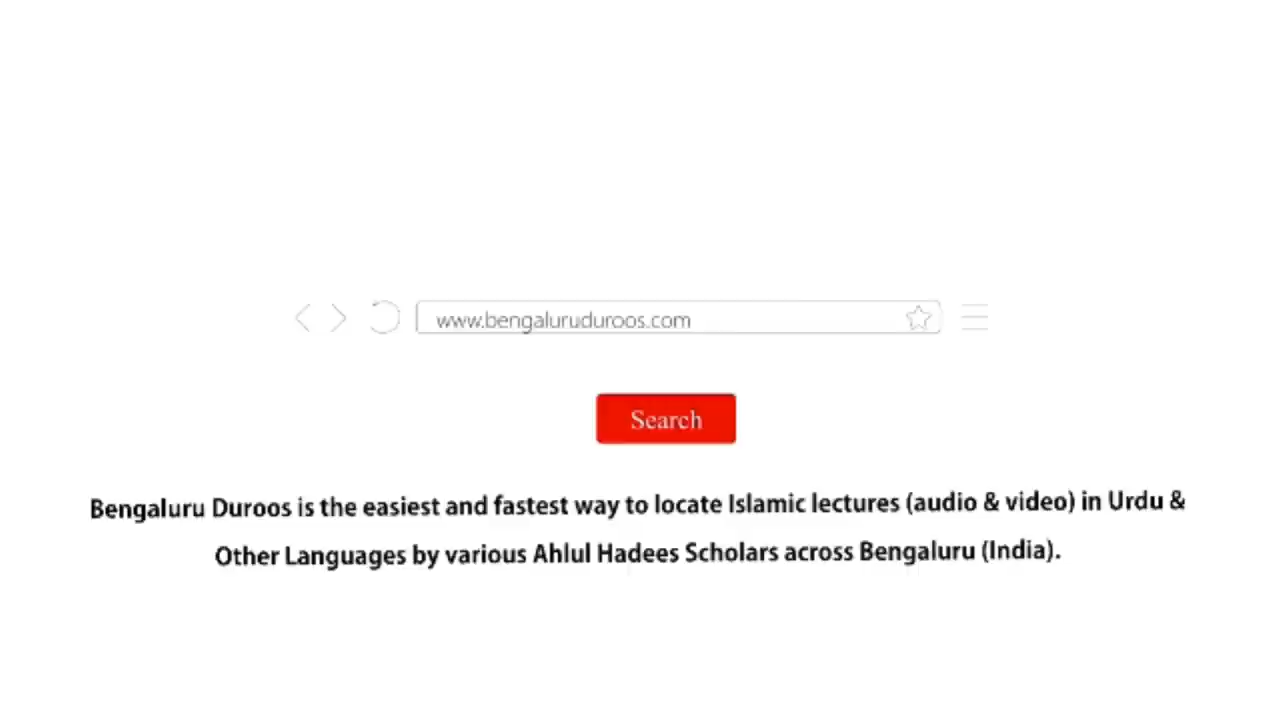 www.bengaluruduroos.com
Search
Bengaluru Duroos is the easiest and fastest way to locate Islamic lectures (audio & video) in Urdu &
Other Languages by various Ahlul Hadees Scholars across Bengaluru (India).